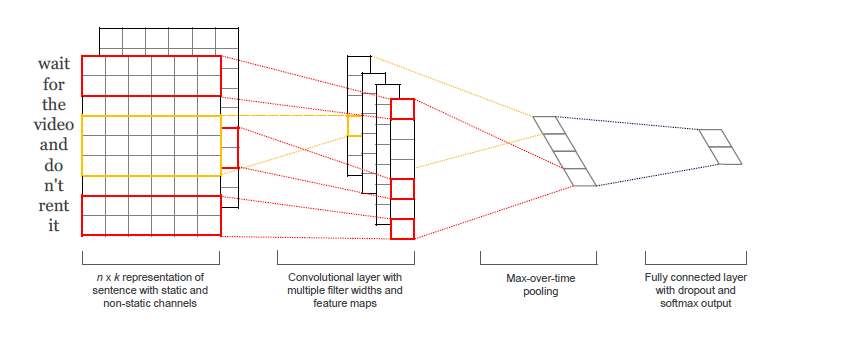 wait
for
the
video
and
do
n't
rent
it
n x k representation of
sentence with static and
non-static channels
Convolutional layer with
multiple filter widths and
feature maps
Max-over-time
pooling
Fully connected layer
with dropout and
softmax output